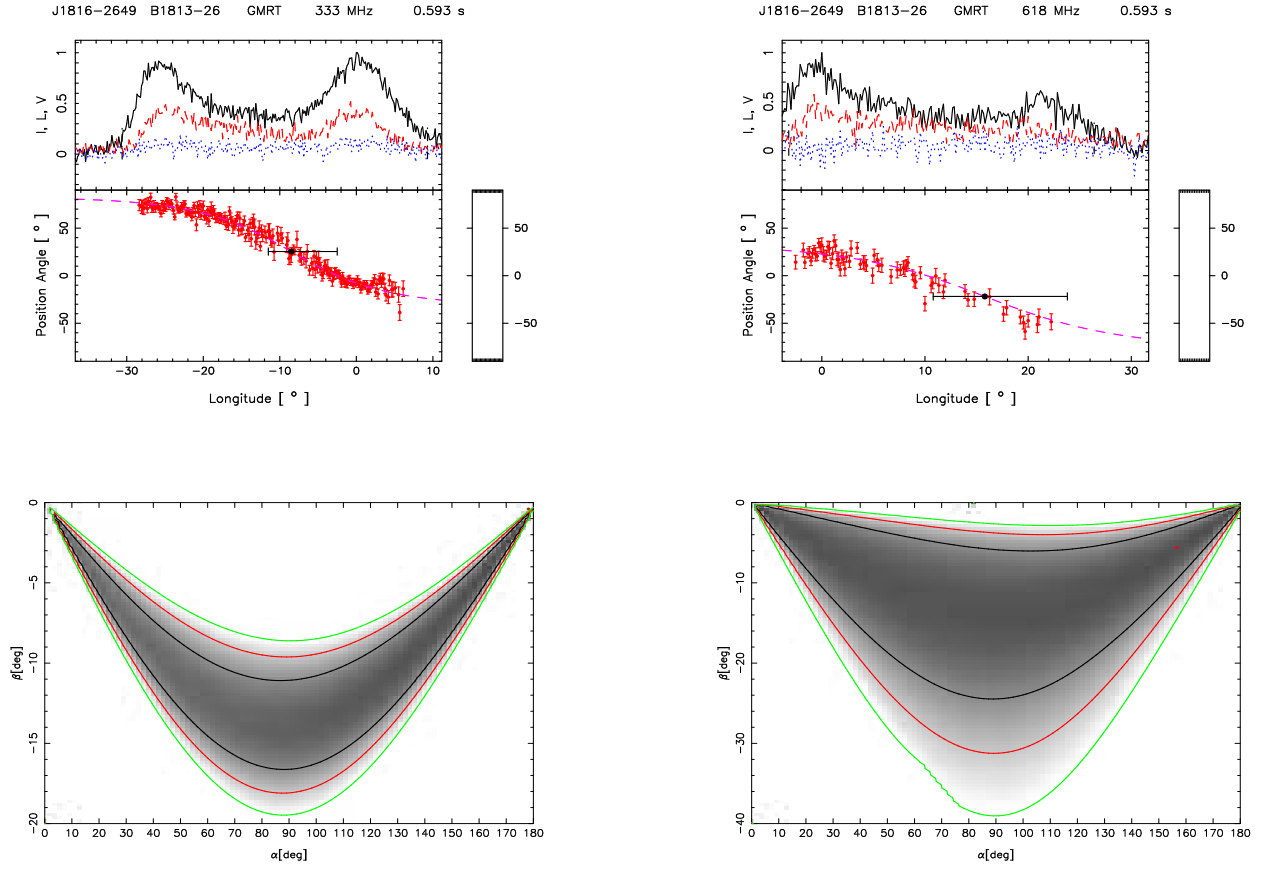 J1816−2649 B1813−26 GMRT 333 MHz 0.593 s
1
0.5
0
I, L, V
50
0
−50
Position Angle [ ° ]
50
0
−50
−30 −20 −10 0 10
Longitude [ ° ]
J1816−2649 B1813−26 GMRT 618 MHz 0.593 s
1
0.5
0
I, L, V
50
0
−50
Position Angle [ ° ]
50
0
−50
0 10 20 30
Longitude [ ° ]
0
−5
−10
−15
−20
β[deg]
0 10 20 30 40 50 60 70 80 90 100 110 120 130 140 150 160 170 180
α[deg]
0
−10
−20
−30
−40
β[deg]
0 10 20 30 40 50 60 70 80 90 100 110 120 130 140 150 160 170 180
α[deg]